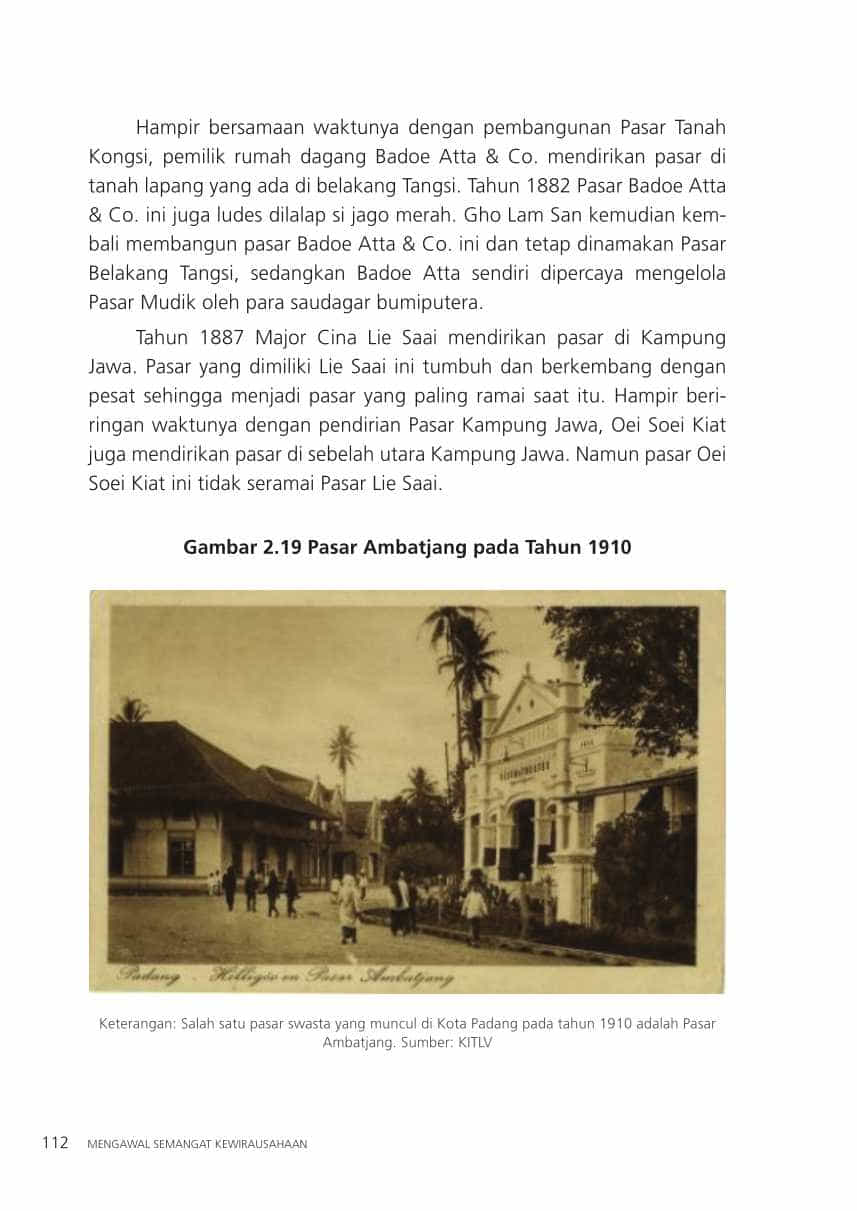 Hampir bersamaan waktunya dengan pembangunan Pasar Tanah
Kongsi, pemilik rumah dagang Badoe Atta & Co. mendirikan pasar di
tanah lapang yang ada di belakang Tangsi. Tahun 1882 Pasar Badoe Atta
& Co. ini juga ludes dilalap si jago merah. Gho Lam San kemudian kem-
bali membangun pasar Badoe Atta & Co. ini dan tetap dinamakan Pasar
Belakang Tangsi, sedangkan Badoe Atta sendiri dipercaya mengelola
Pasar Mudik oleh para saudagar bumiputera.
Tahun 1887 Major Cina Lie Saai mendirikan pasar di Kampung
Jawa. Pasar yang dimiliki Lie Saai ini tumbuh dan berkembang dengan
pesat sehingga menjadi pasar yang paling ramai saat itu. Hampir beri-
ringan waktunya dengan pendirian Pasar Kampung Jawa, Oei Soei Kiat
juga mendirikan pasar di sebelah utara Kampung Jawa. Namun pasar Oei
Soei Kiat ini tidak seramai Pasar Lie Saai.
Gambar 2.19 Pasar Ambatjang pada Tahun 1910
Padang . Helligöo en Pasar Ambatjang
Keterangan: Salah satu pasar swasta yang muncul di Kota Padang pada tahun 1910 adalah Pasar
Ambatjang. Sumber: KITLV
112 MENGAWAL SEMANGAT KEWIRAUSAHAAN